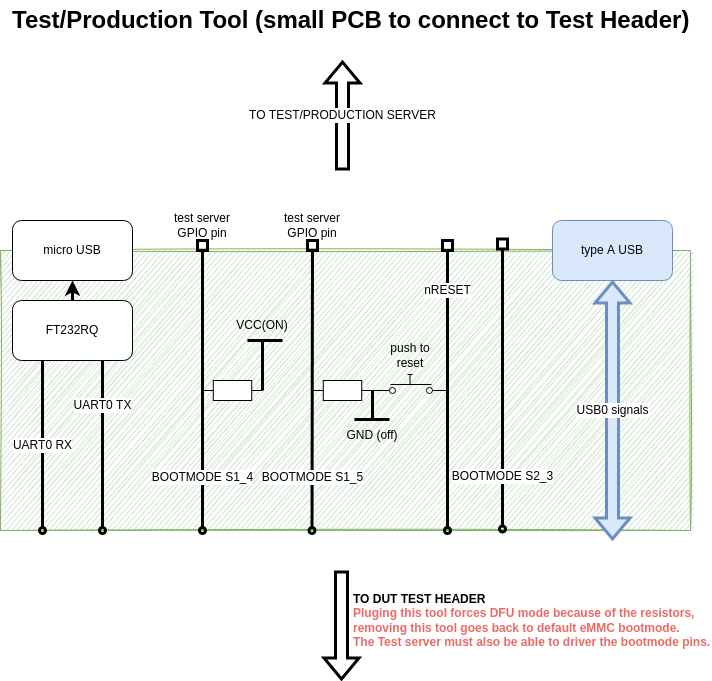 Test/Production Tool (small PCB to connect to Test Header)
TO TEST/PRODUCTION SERVER
test server
GPIO pin
test server
GPIO pin
micro USB
type A USB
nRESET
FT232RQ
VCC(ON)
push to
reset
UART0 TX
USB0 signals
GND (off)
UART0 RX
BOOTMODE S1_4
BOOTMODE S1_5
BOOTMODE S2_3
TO DUT TEST HEADER
Pluging this tool forces DFU mode because of the resistors,
removing this tool goes back to default eMMC bootmode.
The Test server must also be able to driver the bootmode pins.